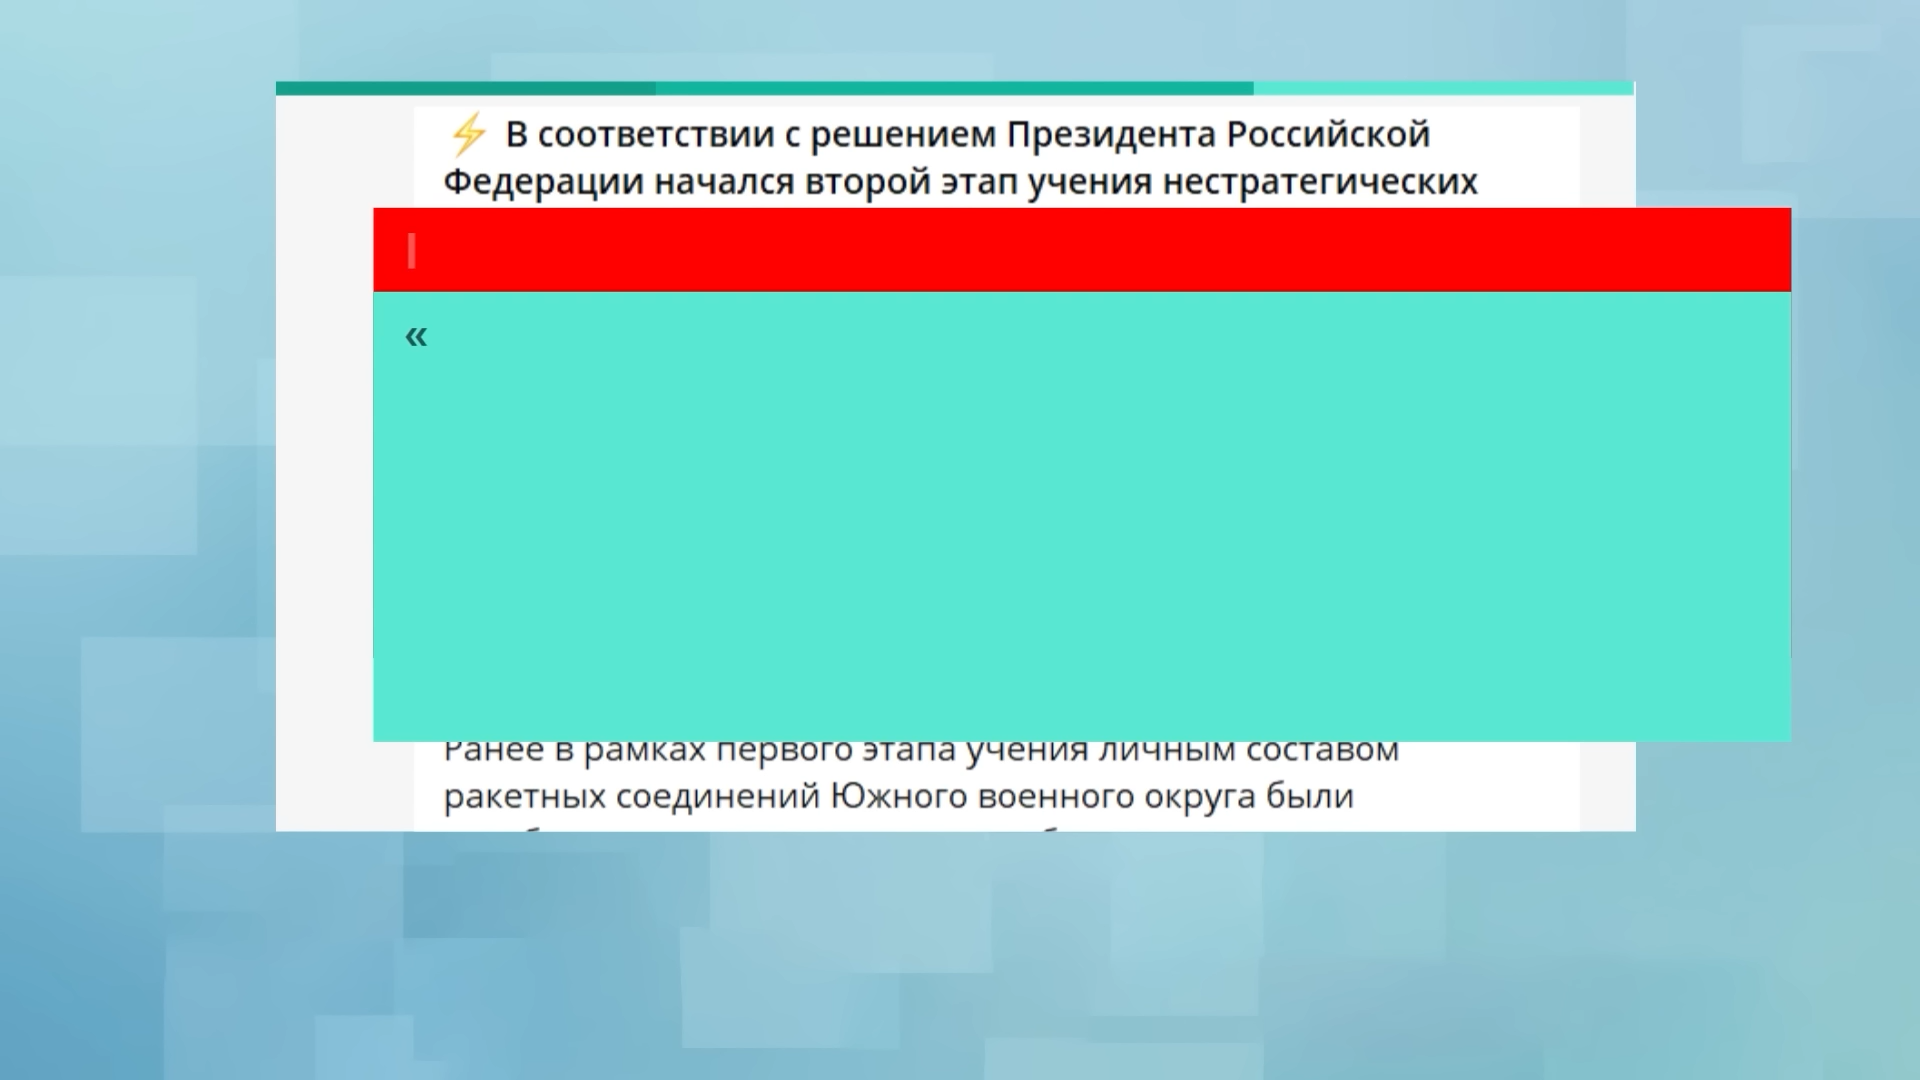 ⚡ В соответствии с решением Президента Российской
Федерации начался второй этап учения нестратегических
«
Ранее в рамках первого этапа учения личным составом
ракетных соединений Южного военного округа были